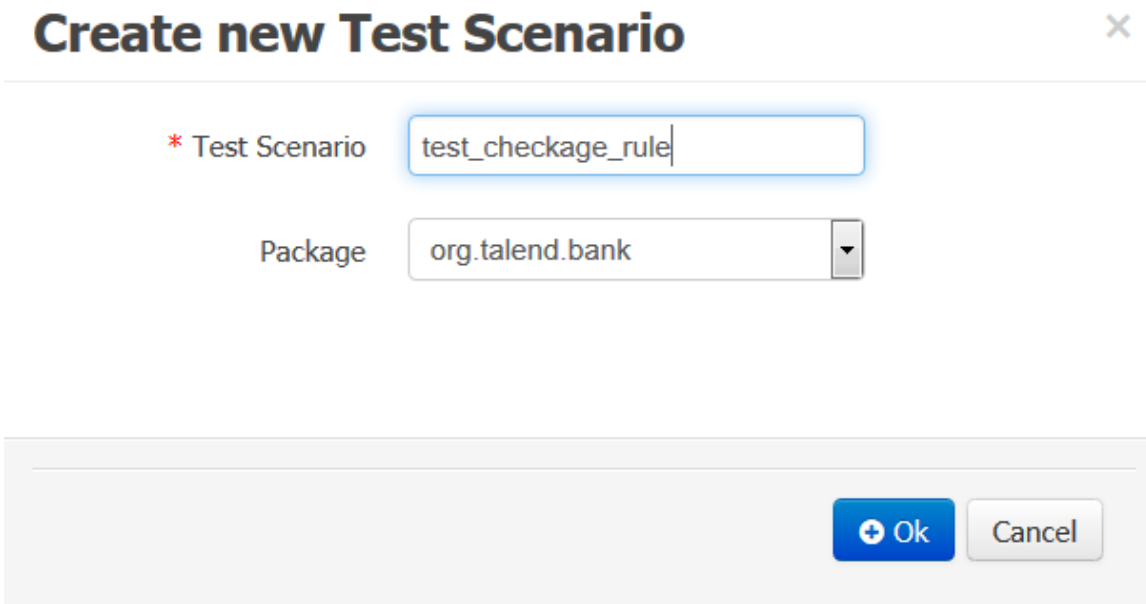 Create new Test Scenario ×
* Test Scenario test_checkage_rule
Package org.talend.bank
Ok Cancel